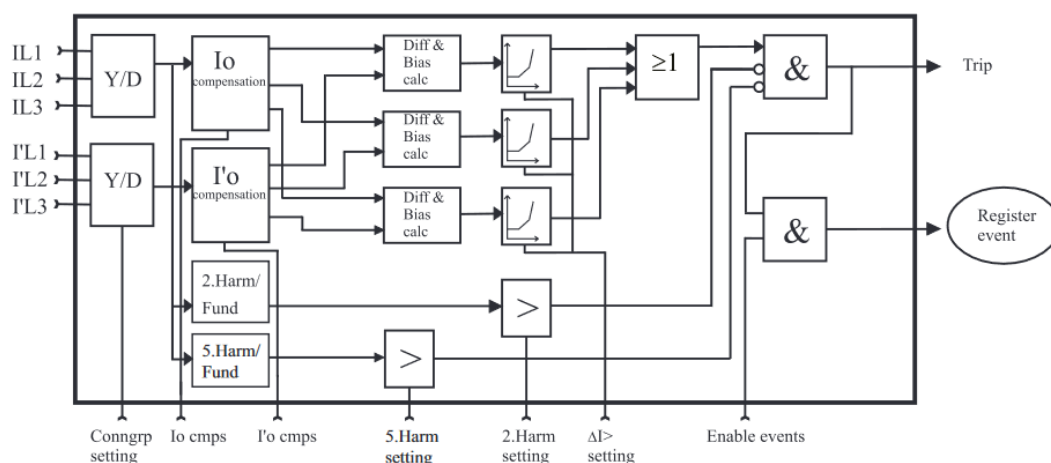 IL1
IL2
IL3
Y/D
Io
compensation
Diff &
Bias
calc
≥1
&
Trip
I'L1
I'L2
I'L3
Y/D
I'o
compensation
Diff &
Bias
calc
Diff &
Bias
calc
&
Register
event
2.Harm/
Fund
>
5.Harm/
Fund
>
Conngrp
setting
Io cmps
I'o cmps
5.Harm
setting
2.Harm
setting
ΔI>
setting
Enable events